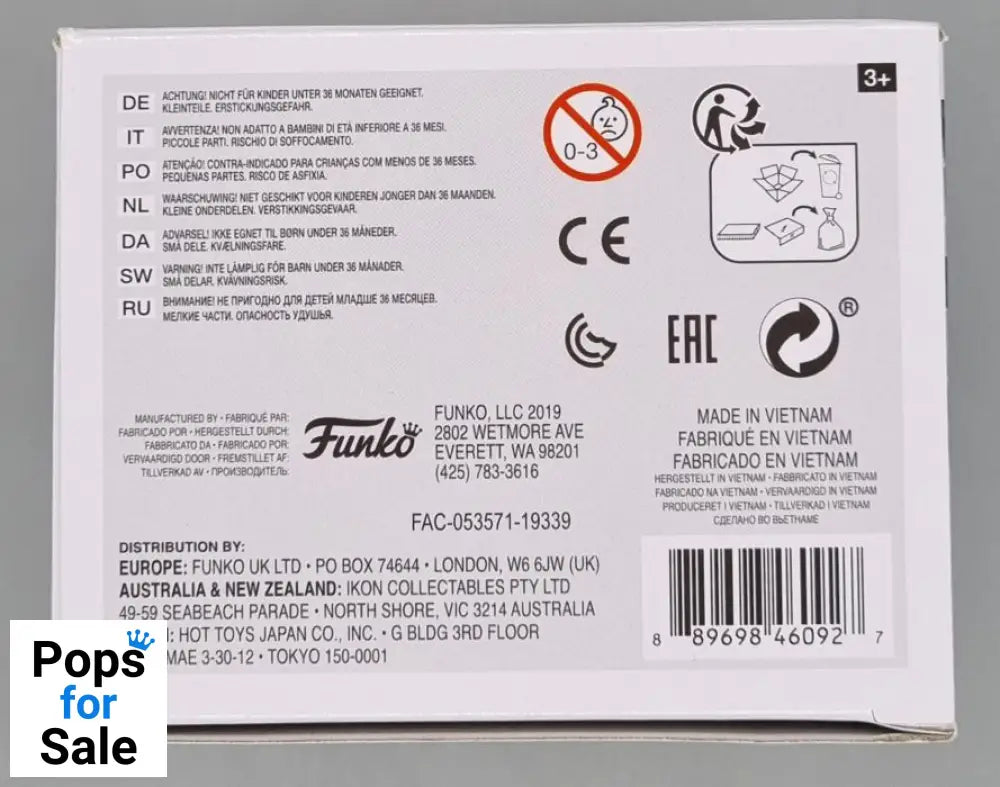 3+
DE ACHTUNG! NICHT FÜR KINDER UNTER 36 MONATEN GEEIGNET.
KLEINTEILE. ERSTICKUNGSGEFAHR.
IT AVVERTENZA! NON ADATTO A BAMBINI DI ETÀ INFERIORE A 36 MESI.
PICCOLE PARTI. RISCHIO DI SOFFOCAMENTO.
PO ATENÇÃO! CONTRA-INDICADO PARA CRIANÇAS COM MENOS DE 36 MESES.
PEQUENAS PARTES. RISCO DE ASFIXIA.
NL WAARSCHUWING! NIET GESCHIKT VOOR KINDEREN JONGER DAN 36 MAANDEN.
KLEINE ONDERDELEN. VERSTIKKINGSGEVAAR.
DA ADVARSEL! IKKE EGNET TIL BØRN UNDER 36 MÅNEDER.
SMÅ DELE. KVÆLNINGSFARE.
SW VARNING! INTE LÄMPLIG FÖR BARN UNDER 36 MÅNADER.
SMÅ DELAR. KVÄVNINGSRISK.
RU ВНИМАНИЕ! НЕ ПРИГОДНО ДЛЯ ДЕТЕЙ МЛАДШЕ 36 МЕСЯЦЕВ.
МЕЛКИЕ ЧАСТИ. ОПАСНОСТЬ УДУШЬЯ.
0-3
CE
EAC
®
MANUFACTURED BY • FABRIQUÉ PAR:
FABRICADO POR • HERGESTELLT DURCH:
FABBRICATO DA • FABRICADO POR:
VERVAARDIGD DOOR • FREMSTILLET AF:
TILLVERKAD AV • ПРОИЗВОДИТЕЛЬ:
Funko
FUNKO, LLC 2019
2802 WETMORE AVE
EVERETT, WA 98201
(425) 783-3616
MADE IN VIETNAM
FABRIQUÉ EN VIETNAM
FABRICADO EN VIETNAM
HERGESTELLT IN VIETNAM • FABBRICATO IN VIETNAM
FABRICADO NA VIETNAM • VERVAARDIGD IN VIETNAM
PRODUCERET I VIETNAM • TILLVERKAD I VIETNAM
СДЕЛАНО ВО ВЬЕТНАМЕ
FAC-053571-19339
DISTRIBUTION BY:
EUROPE: FUNKO UK LTD • PO BOX 74644 • LONDON, W6 6JW (UK)
AUSTRALIA & NEW ZEALAND: IKON COLLECTABLES PTY LTD
49-59 SEABEACH PARADE • NORTH SHORE, VIC 3214 AUSTRALIA
: HOT TOYS JAPAN CO., INC. • G BLDG 3RD FLOOR
MAE 3-30-12 • TOKYO 150-0001
8 89698 46092 7
Pops
for
Sale